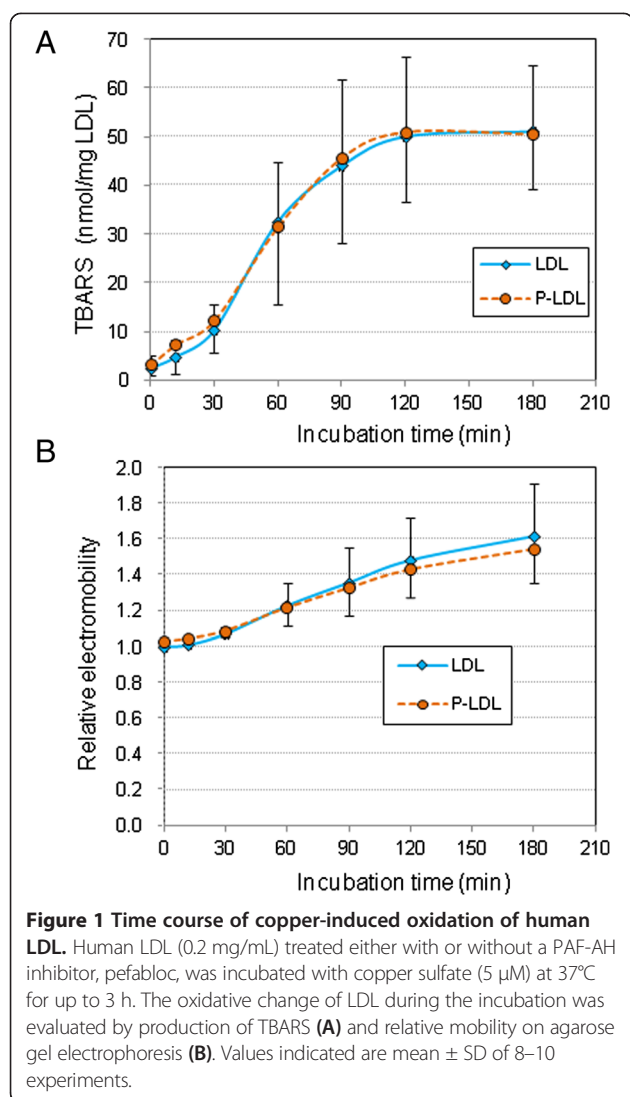 A
70
60
50
40
30
20
10
0
TBARS (nmol/mg LDL)
LDL
P-LDL
0 30 60 90 120 150 180 210
Incubation time (min)
B
2.0
1.8
1.6
1.4
1.2
1.0
0.8
0.6
0.4
0.2
0.0
Relative electromobility
LDL
P-LDL
0 30 60 90 120 150 180 210
Incubation time (min)
Figure 1 Time course of copper-induced oxidation of human
LDL. Human LDL (0.2 mg/mL) treated either with or without a PAF-AH
inhibitor, pefabloc, was incubated with copper sulfate (5 μM) at 37°C
for up to 3 h. The oxidative change of LDL during the incubation was
evaluated by production of TBARS (A) and relative mobility on agarose
gel electrophoresis (B). Values indicated are mean ± SD of 8–10
experiments.